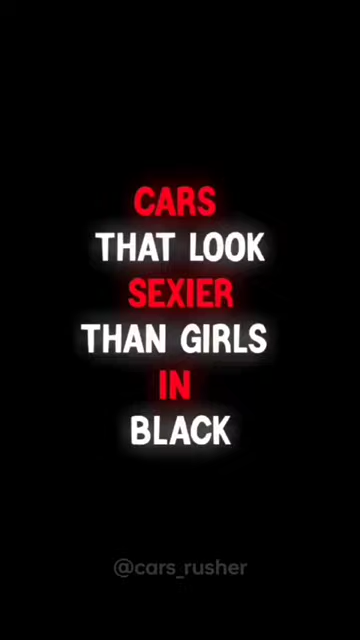 CARS
THAT LOOK
SEXIER
THAN GIRLS
IN
BLACK
@cars_rusher